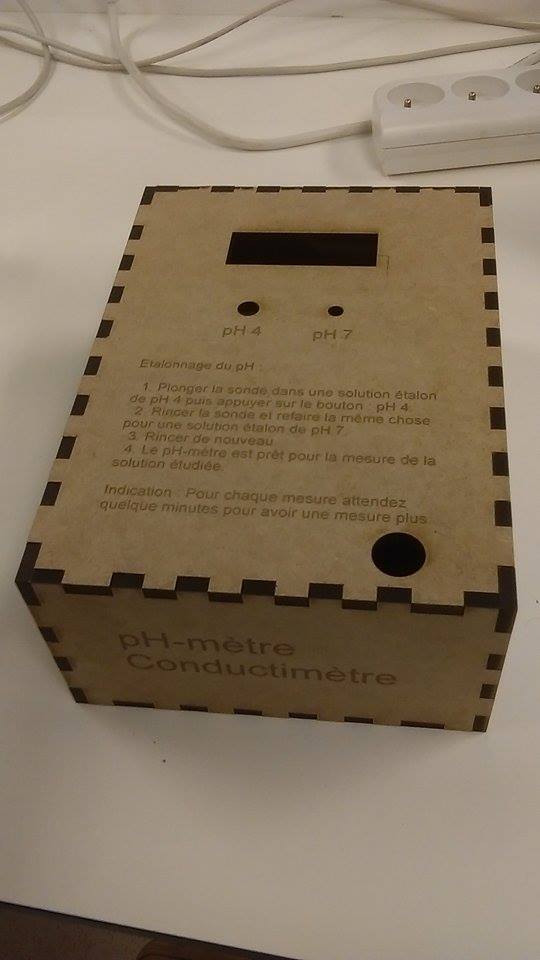 pH 4 pH 7
Etalonnage du pH :
1. Plonger la sonde dans une solution étalon
de pH 4 puis appuyer sur le bouton : pH 4.
2. Rincer la sonde et refaire la même chose
pour une solution étalon de pH 7.
3. Rincer de nouveau
4. Le pH-mètre est prêt pour la mesure de la
solution étudiée.
Indication : Pour chaque mesure attendez
quelque minutes pour avoir une mesure plus
pH-mètre
Conductimètre